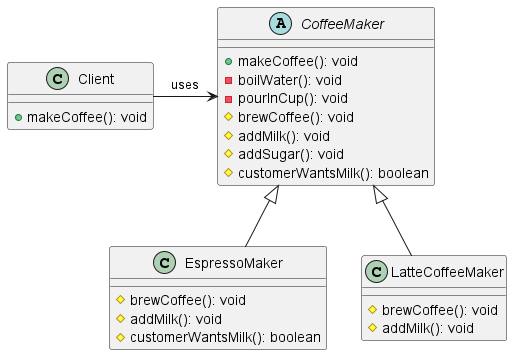 A CoffeeMaker
makeCoffee(): void
boilWater(): void
pourInCup(): void
brewCoffee(): void
addMilk(): void
addSugar(): void
customerWantsMilk(): boolean
C Client
makeCoffee(): void
uses
C EspressoMaker
brewCoffee(): void
addMilk(): void
customerWantsMilk(): boolean
C LatteCoffeeMaker
brewCoffee(): void
addMilk(): void